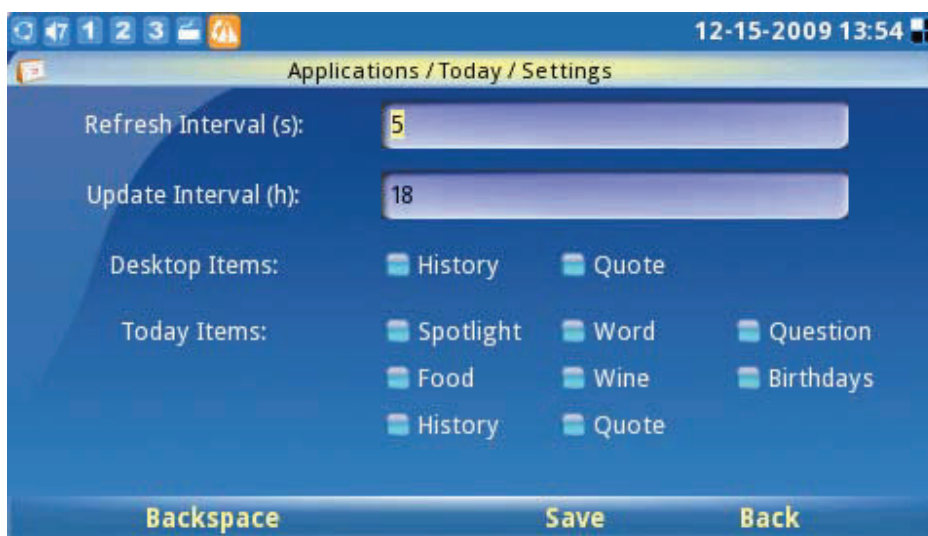 47 1 2 3 12-15-2009 13:54
Applications / Today / Settings
Refresh Interval (s): 5
Update Interval (h): 18
Desktop Items: History Quote
Today Items: Spotlight Word Question
Food Wine Birthdays
History Quote
Backspace Save Back